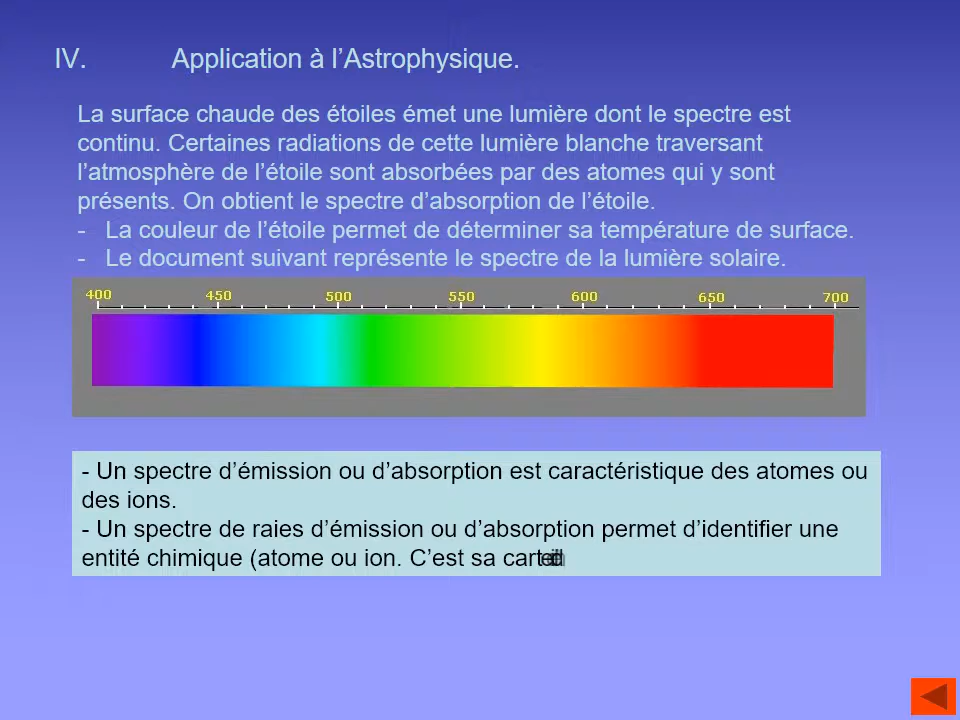 IV. Application à l’Astrophysique.
La surface chaude des étoiles émet une lumière dont le spectre est
continu. Certaines radiations de cette lumière blanche traversant
l’atmosphère de l’étoile sont absorbées par des atomes qui y sont
présents. On obtient le spectre d’absorption de l’étoile.
- La couleur de l’étoile permet de déterminer sa température de surface.
- Le document suivant représente le spectre de la lumière solaire.
400 450 500 550 600 650 700
- Un spectre d’émission ou d’absorption est caractéristique des atomes ou
des ions.
- Un spectre de raies d’émission ou d’absorption permet d’identifier une
entité chimique (atome ou ion. C’est sa carte